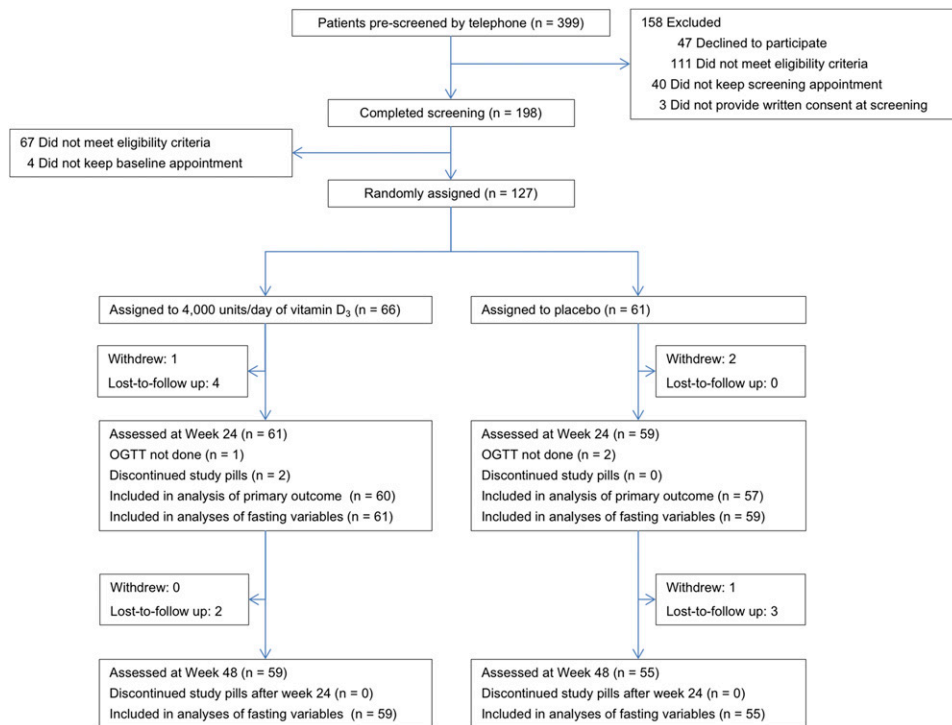 Patients pre-screened by telephone (n = 399)
158 Excluded
47 Declined to participate
111 Did not meet eligibility criteria
40 Did not keep screening appointment
3 Did not provide written consent at screening
Completed screening (n = 198)
67 Did not meet eligibility criteria
4 Did not keep baseline appointment
Randomly assigned (n = 127)
Assigned to 4,000 units/day of vitamin D₃ (n = 66)
Assigned to placebo (n = 61)
Withdrew: 1
Lost-to-follow up: 4
Withdrew: 2
Lost-to-follow up: 0
Assessed at Week 24 (n = 61)
OGTT not done (n = 1)
Discontinued study pills (n = 2)
Included in analysis of primary outcome (n = 60)
Included in analyses of fasting variables (n = 61)
Assessed at Week 24 (n = 59)
OGTT not done (n = 2)
Discontinued study pills (n = 0)
Included in analysis of primary outcome (n = 57)
Included in analyses of fasting variables (n = 59)
Withdrew: 0
Lost-to-follow up: 2
Withdrew: 1
Lost-to-follow up: 3
Assessed at Week 48 (n = 59)
Discontinued study pills after week 24 (n = 0)
Included in analyses of fasting variables (n = 59)
Assessed at Week 48 (n = 55)
Discontinued study pills after week 24 (n = 0)
Included in analyses of fasting variables (n = 55)